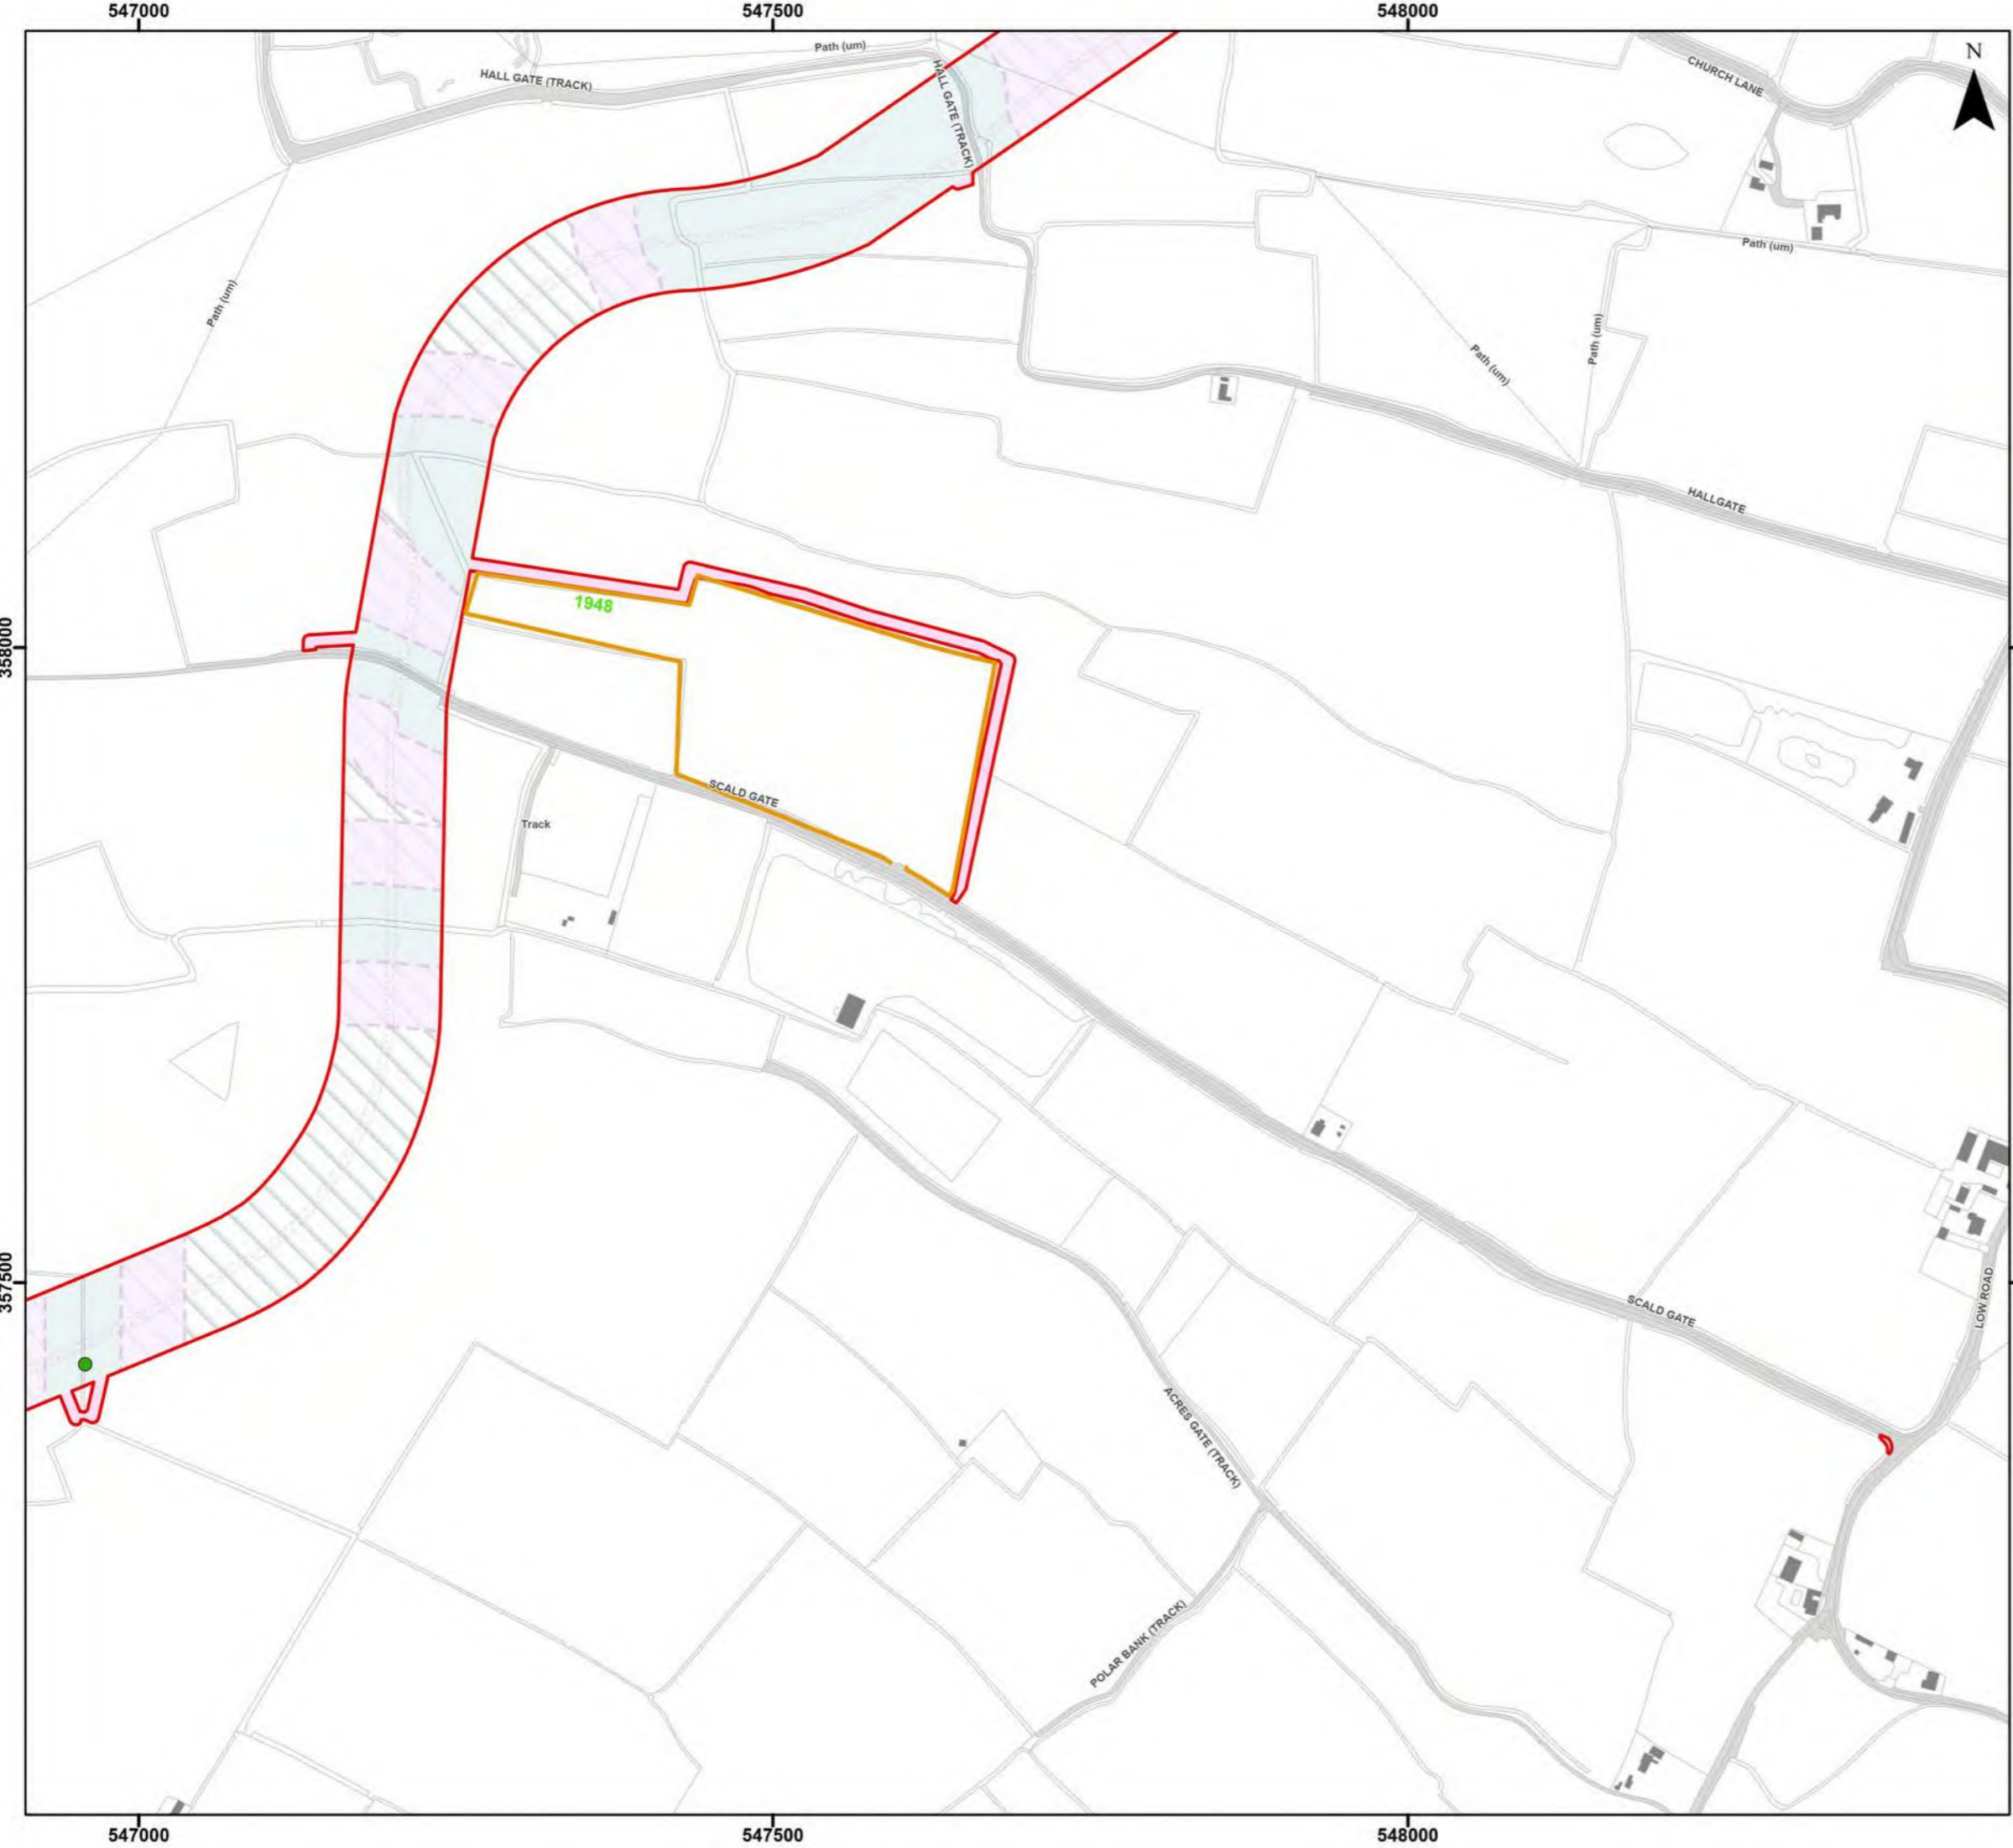 547000
547500
548000
N
Path (um)
HALL GATE (TRACK)
HALL GATE (TRACK)
CHURCH LANE
Path (um)
Path (um)
Path (um)
Path (um)
HALLGATE
1948
358000
SCALD GATE
Track
357500
SCALD GATE
LOW ROAD
ACRES GATE (TRACK)
POLAR BANK (TRACK)
547000
547500
548000